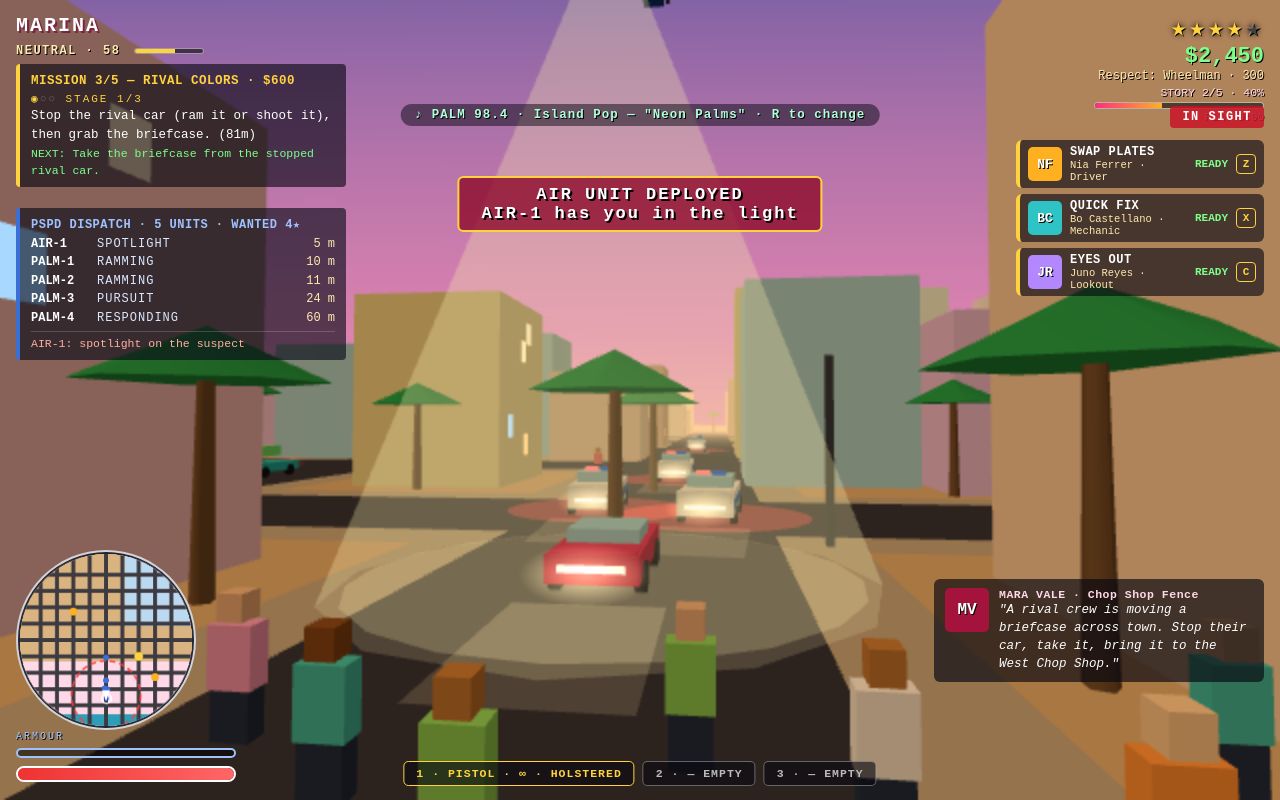 MARINA
NEUTRAL · 58
MISSION 3/5 — RIVAL COLORS · $600
STAGE 1/3
Stop the rival car (ram it or shoot it),
then grab the briefcase. (81m)
NEXT: Take the briefcase from the stopped
rival car.
PSPD DISPATCH · 5 UNITS · WANTED 4★
AIR-1 SPOTLIGHT 5 m
PALM-1 RAMMING 10 m
PALM-2 RAMMING 11 m
PALM-3 PURSUIT 24 m
PALM-4 RESPONDING 60 m
AIR-1: spotlight on the suspect
♪ PALM 98.4 · Island Pop — "Neon Palms" · R to change
AIR UNIT DEPLOYED
AIR-1 has you in the light
★★★★★
$2,450
Respect: Wheelman · 300
STORY 2/5 · 40%
IN SIGHT
NF
SWAP PLATES
Nia Ferrer ·
Driver
READY Z
BC
QUICK FIX
Bo Castellano ·
Mechanic
READY X
JR
EYES OUT
Juno Reyes ·
Lookout
READY C
MV
MARA VALE · Chop Shop Fence
"A rival crew is moving a
briefcase across town. Stop their
car, take it, bring it to the
West Chop Shop."
ARMOUR
1 · PISTOL · ∞ · HOLSTERED
2 · — EMPTY
3 · — EMPTY